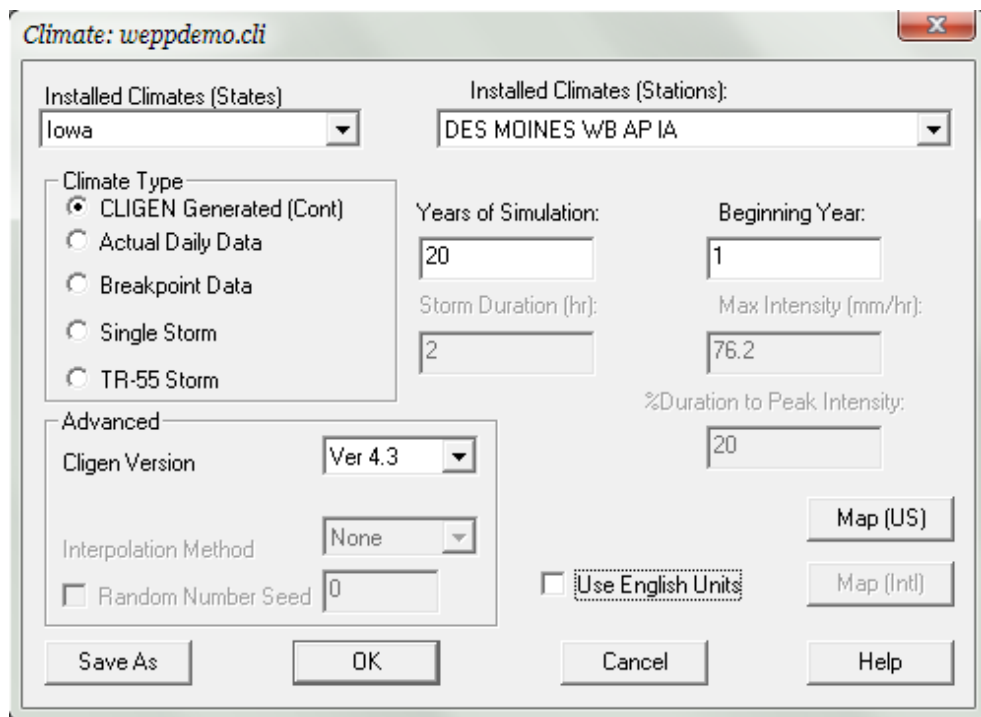 Climate: weppdemo.cli
Installed Climates (States)
Installed Climates (Stations):
Iowa
DES MOINES WB AP IA
Climate Type
CLIGEN Generated (Cont)
Actual Daily Data
Breakpoint Data
Single Storm
TR-55 Storm
Years of Simulation:
Beginning Year:
20
1
Storm Duration (hr):
Max Intensity (mm/hr):
2
76.2
%Duration to Peak Intensity:
20
Advanced
Cligen Version
Ver 4.3
Interpolation Method
None
Random Number Seed
0
Use English Units
Map (US)
Map (Intl)
Save As
OK
Cancel
Help